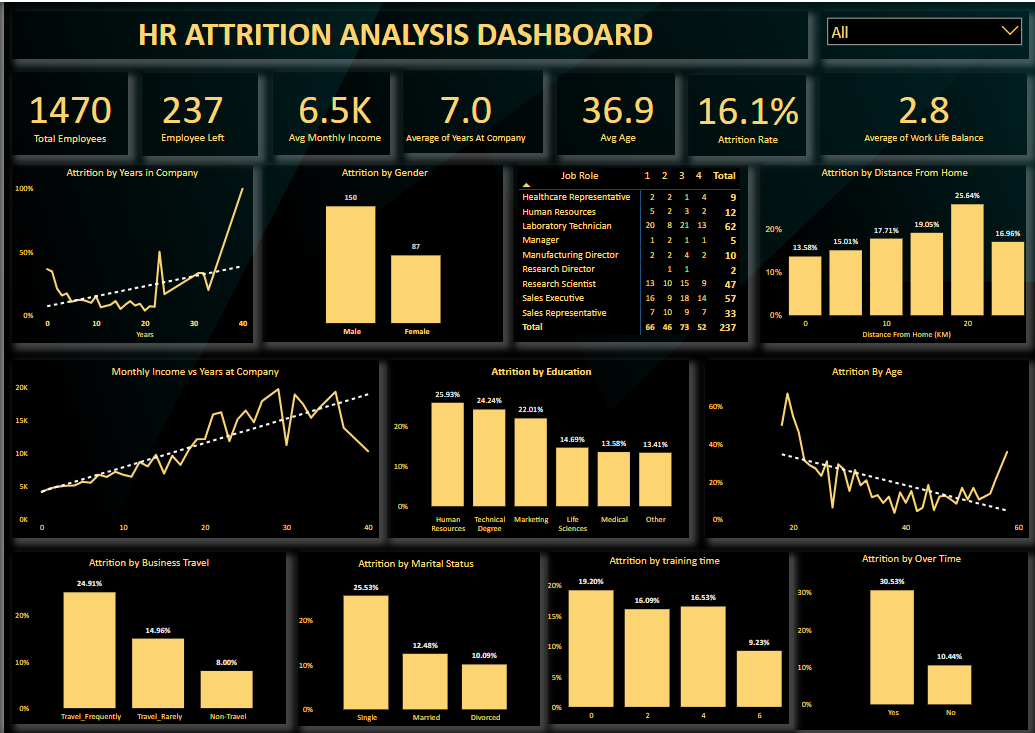 HR ATTRITION ANALYSIS DASHBOARD
All
1470
Total Employees
237
Employee Left
6.5K
Avg Monthly Income
7.0
Average of Years At Company
36.9
Avg Age
16.1%
Attrition Rate
2.8
Average of Work Life Balance
Attrition by Years in Company
100%
50%
0%
0 10 20 30 40
Years
Attrition by Gender
150
87
Male Female
Job Role 1 2 3 4 Total
Healthcare Representative 2 2 1 4 9
Human Resources 5 2 3 2 12
Laboratory Technician 20 8 21 13 62
Manager 1 2 1 1 5
Manufacturing Director 2 2 4 2 10
Research Director 1 1 2
Research Scientist 13 10 15 9 47
Sales Executive 16 9 18 14 57
Sales Representative 7 10 9 7 33
Total 66 46 73 52 237
Attrition by Distance From Home
25.64%
20%
19.05%
17.71%
16.96%
15.01%
13.58%
10%
0%
0 10 20
Distance From Home (KM)
Monthly Income vs Years at Company
20K
15K
10K
5K
0K
0 10 20 30 40
Attrition by Education
25.93%
24.24%
22.01%
20%
14.69%
13.58%
13.41%
10%
0%
Human Technical Marketing Life Medical Other
Resources Degree Sciences
Attrition By Age
60%
40%
20%
0%
20 40 60
Attrition by Business Travel
24.91%
20%
14.96%
10%
8.00%
0%
Travel_Frequently Travel_Rarely Non-Travel
Attrition by Marital Status
25.53%
20%
12.48%
10.09%
10%
0%
Single Married Divorced
Attrition by training time
20%
19.20%
16.09%
16.53%
15%
10%
9.23%
5%
0%
0 2 4 6
Attrition by Over Time
30.53%
30%
20%
10.44%
10%
0%
Yes No